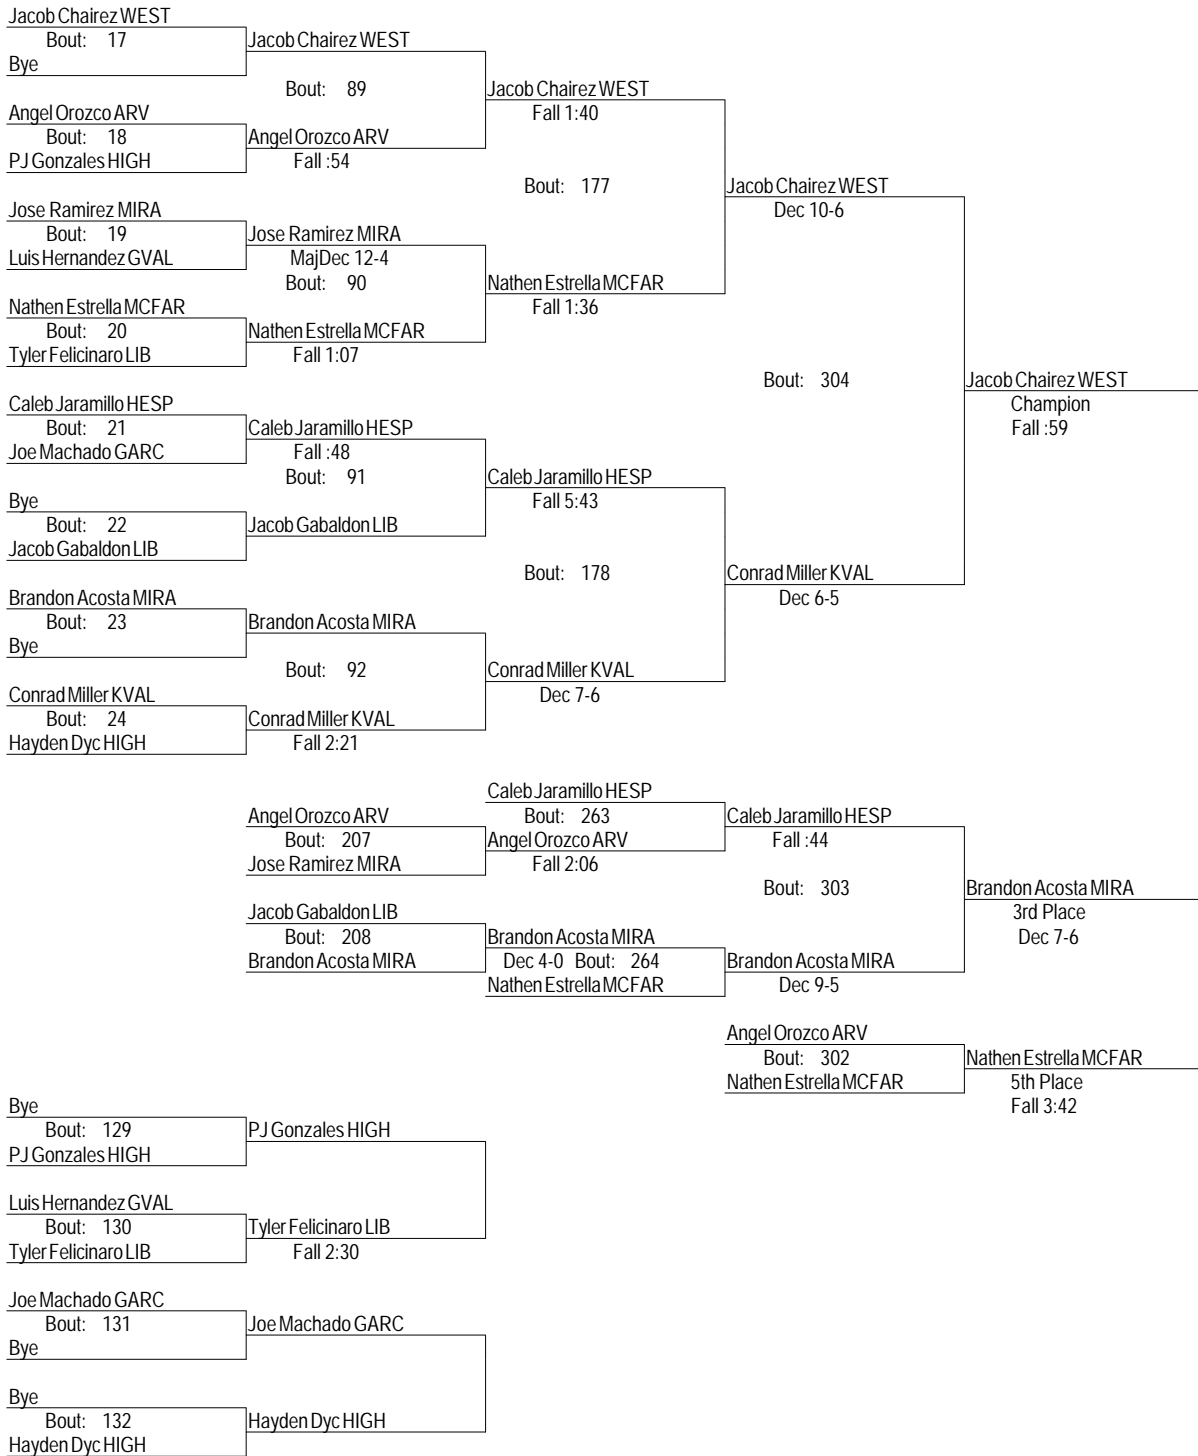 Jacob Chairez WEST
Bout: 17
Jacob Chairez WEST
Bye
Bout: 89
Jacob Chairez WEST
Angel Orozco ARV
Fall 1:40
Bout: 18
Angel Orozco ARV
PJ Gonzales HIGH
Fall :54
Bout: 177
Jacob Chairez WEST
Jose Ramirez MIRA
Dec 10-6
Bout: 19
Jose Ramirez MIRA
Luis Hernandez GVAL
MajDec 12-4
Bout: 90
Nathen Estrella MCFAR
Nathen Estrella MCFAR
Fall 1:36
Bout: 20
Nathen Estrella MCFAR
Tyler Felicinaro LIB
Fall 1:07
Bout: 304
Jacob Chairez WEST
Caleb Jaramillo HESP
Champion
Bout: 21
Caleb Jaramillo HESP
Fall :59
Joe Machado GARC
Fall :48
Bout: 91
Caleb Jaramillo HESP
Bye
Fall 5:43
Bout: 22
Jacob Gabaldon LIB
Jacob Gabaldon LIB
Bout: 178
Conrad Miller KVAL
Brandon Acosta MIRA
Dec 6-5
Bout: 23
Brandon Acosta MIRA
Bye
Bout: 92
Conrad Miller KVAL
Conrad Miller KVAL
Dec 7-6
Bout: 24
Conrad Miller KVAL
Hayden Dyc HIGH
Fall 2:21
Caleb Jaramillo HESP
Angel Orozco ARV
Bout: 263
Caleb Jaramillo HESP
Bout: 207
Angel Orozco ARV
Fall :44
Jose Ramirez MIRA
Fall 2:06
Bout: 303
Brandon Acosta MIRA
Jacob Gabaldon LIB
3rd Place
Bout: 208
Brandon Acosta MIRA
Dec 7-6
Brandon Acosta MIRA
Dec 4-0 Bout: 264
Brandon Acosta MIRA
Nathen Estrella MCFAR
Dec 9-5
Angel Orozco ARV
Bout: 302
Nathen Estrella MCFAR
Nathen Estrella MCFAR
5th Place
Fall 3:42
Bye
Bout: 129
PJ Gonzales HIGH
PJ Gonzales HIGH
Luis Hernandez GVAL
Bout: 130
Tyler Felicinaro LIB
Tyler Felicinaro LIB
Fall 2:30
Joe Machado GARC
Bout: 131
Joe Machado GARC
Bye
Bye
Bout: 132
Hayden Dyc HIGH
Hayden Dyc HIGH